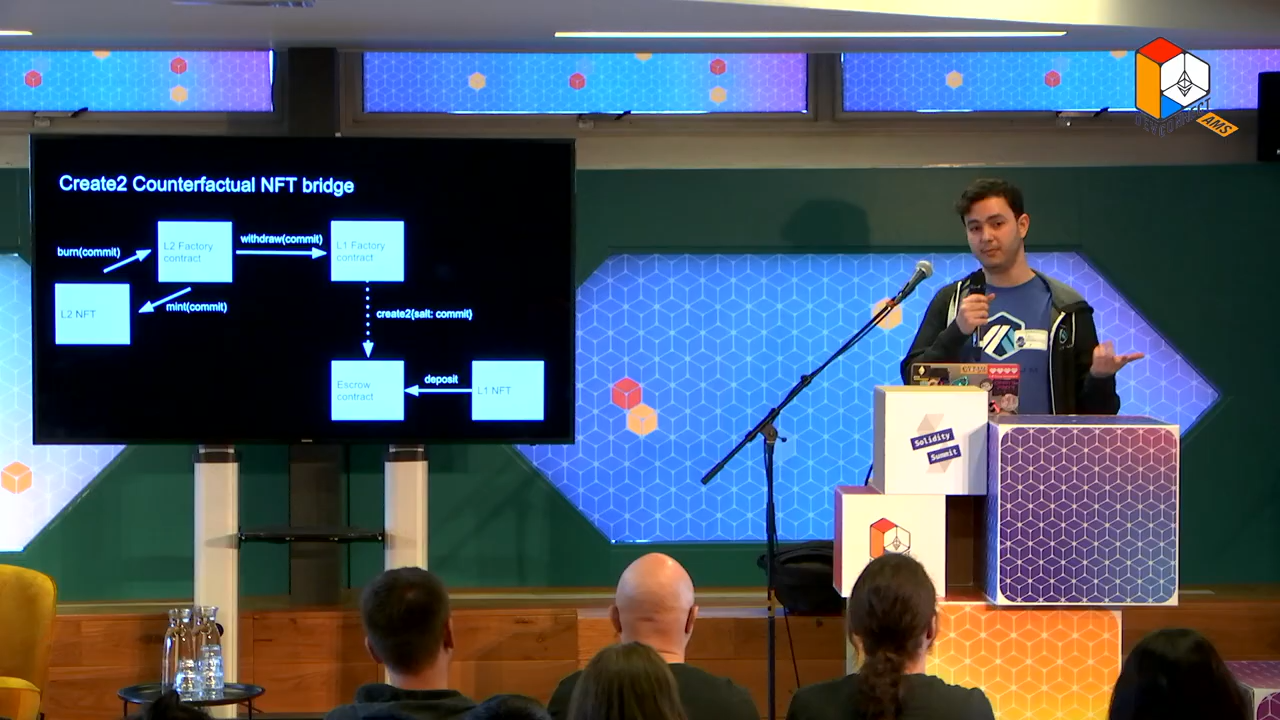 Create2 Counterfactual NFT bridge
burn(commit)
L2 Factory
contract
withdraw(commit)
L1 Factory
contract
L2 NFT
mint(commit)
create2{salt: commit}
Escrow
contract
deposit
L1 NFT
DEVCONNECT
AMS
Solidity
Summit